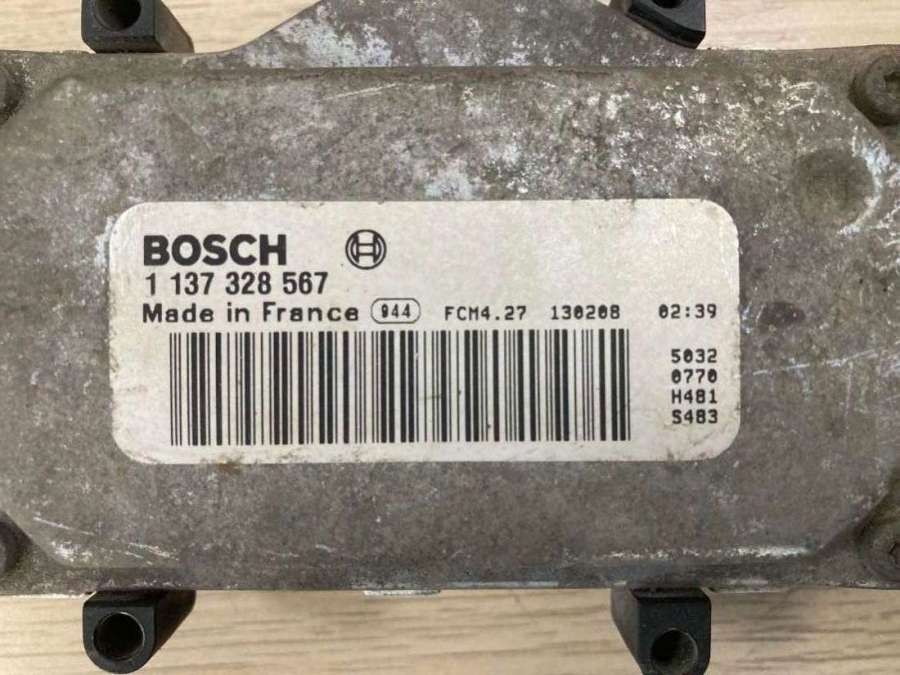 BOSCH
1 137 328 567
Made in France 944 FCM4.27 130208 02:39
5032
0770
H481
S483